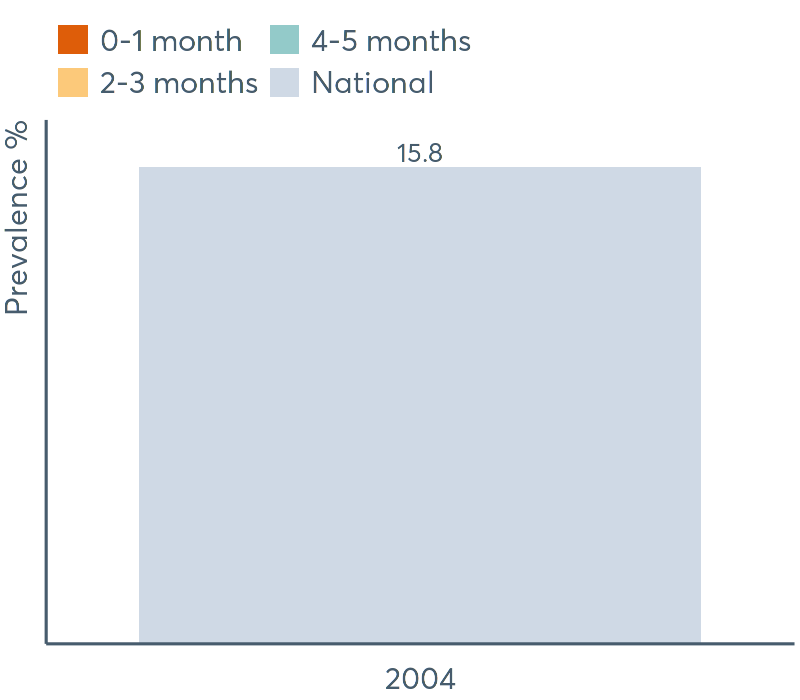 0-1 month
4-5 months
2-3 months
National
Prevalence %
15.8
2004